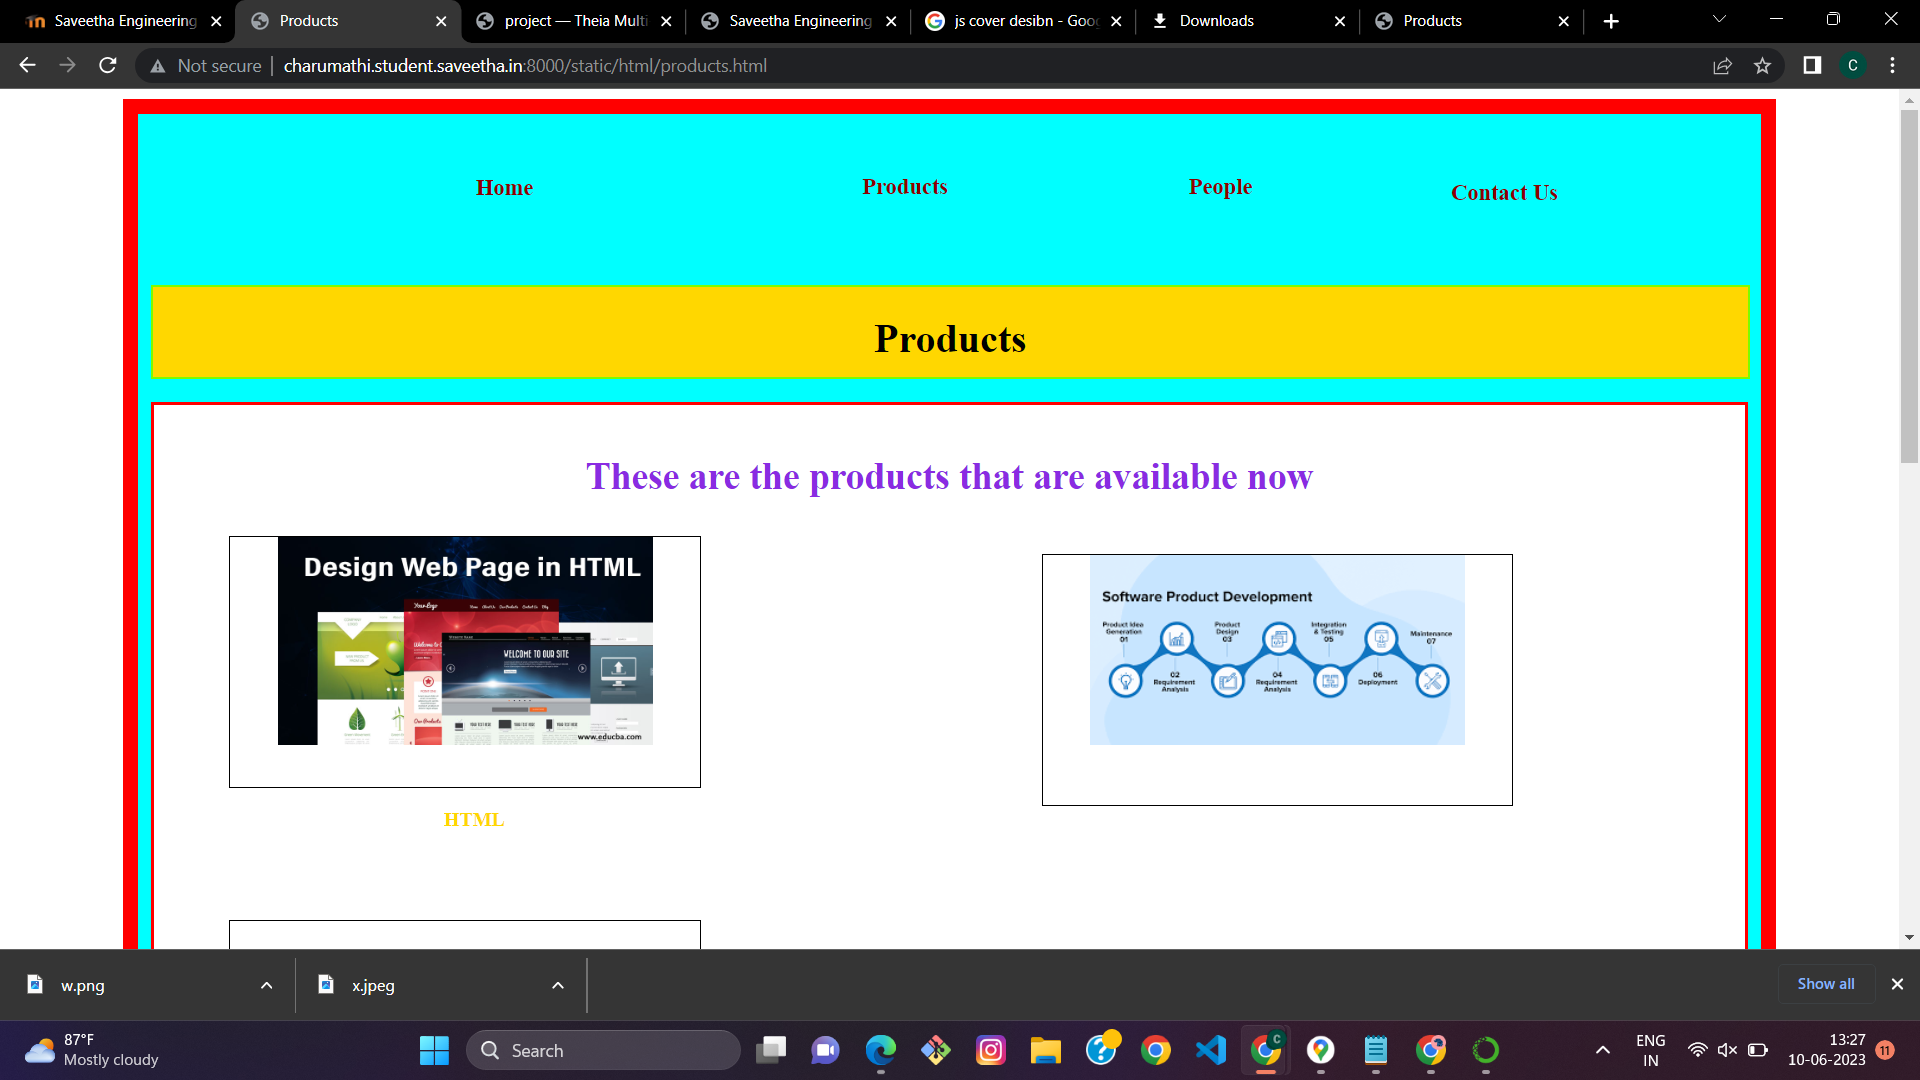 Saveetha Engineering
Products
project — Theia Multi
Saveetha Engineering
js cover desibn - Goo
Downloads
Products
Not secure
charumathi.student.saveetha.in:8000/static/html/products.html
C
Home
Products
People
Contact Us
Products
These are the products that are available now
Design Web Page in HTML
WELCOME TO OUR SITE
www.educba.com
HTML
Software Product Development
Product Idea
Generation
01
Product
Design
03
Integration
& Testing
05
Maintenance
07
02
Requirement
Analysis
04
Requirement
Analysis
06
Deployment
w.png
x.jpeg
Show all
87°F
Mostly cloudy
Search
C
ENG
IN
13:27
10-06-2023
11